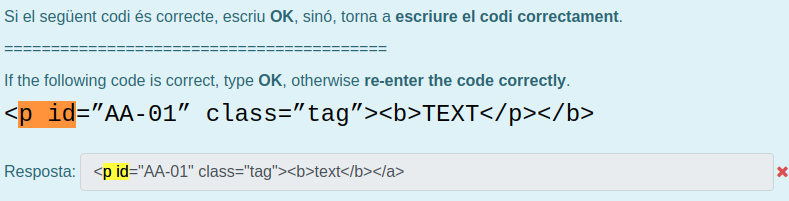 Si el següent codi és correcte, escriu OK, sinó, torna a escriure el codi correctament.
=========================================
If the following code is correct, type OK, otherwise re-enter the code correctly.
<p id=”AA-01” class=”tag”><b>TEXT</p></b>
Resposta: <p id="AA-01" class="tag"><b>text</b></a>